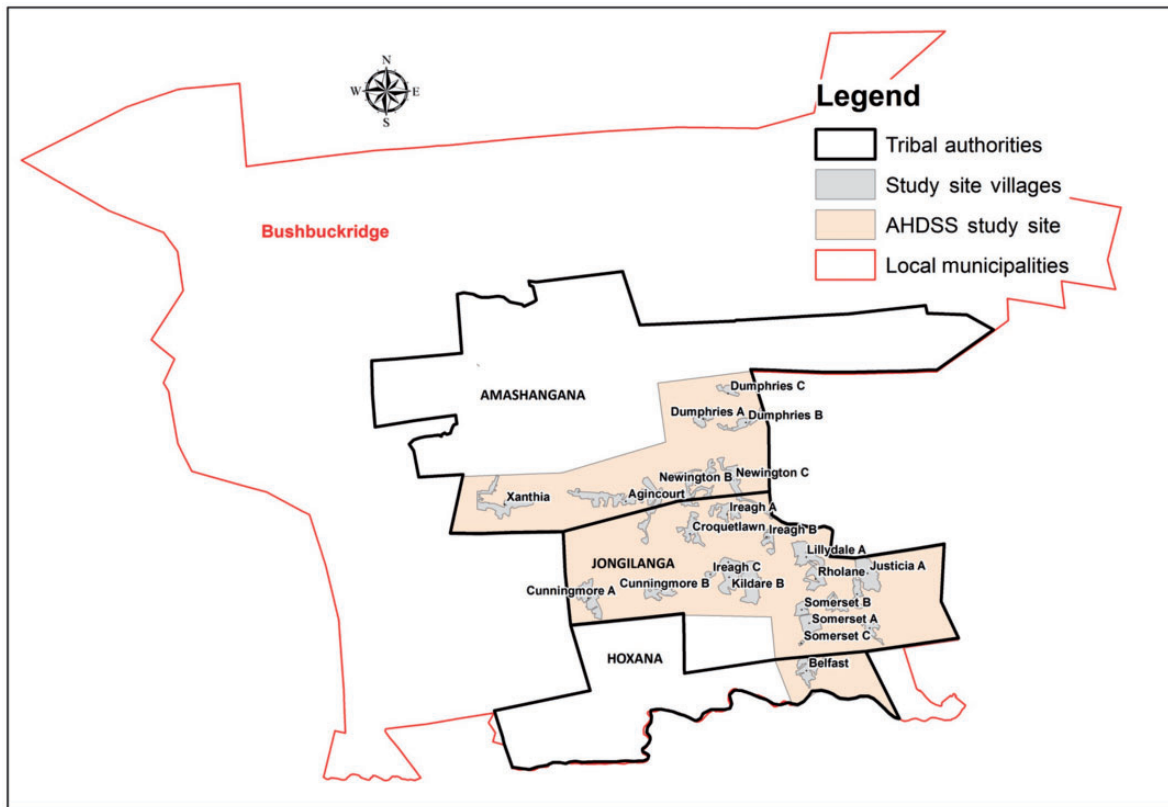 N
W E
S
Legend
Tribal authorities
Study site villages
AHDSS study site
Local municipalities
Bushbuckridge
AMASHANGANA
Dumphries C
Dumphries A
Dumphries B
Newington B
Newington C
Xanthia
Agincourt
Ireagh A
Croquetlawn
Ireagh B
Lillydale A
JONGILANGA
Ireagh C
Rholane
Justicia A
Cunningmore A
Cunningmore B
Kildare B
Somerset B
Somerset A
Somerset C
HOXANA
Belfast